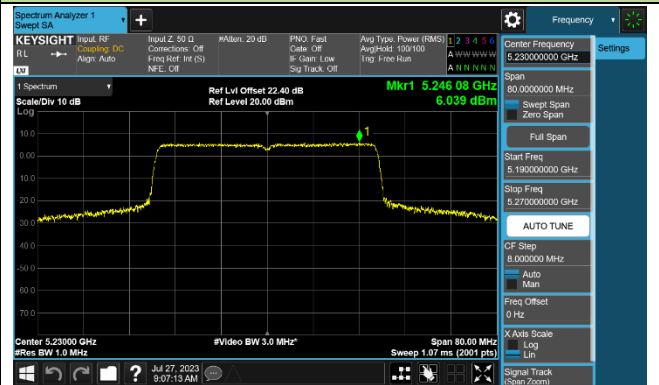 Spectrum Analyzer 1
Swept SA
Frequency
KEYSIGHT
RL
LXI
Input: RF
Coupling: DC
Align: Auto
Input Z: 50 Ω
Corrections: Off
Freq Ref: Int (S)
NFE: Off
#Atten: 20 dB
PNO: Fast
Gate: Off
IF Gain: Low
Sig Track: Off
Avg Type: Power (RMS)
Avg|Hold: 100/100
Trig: Free Run
1 2 3 4 5 6
A W W W W W
A N N N N N
1 Spectrum
Scale/Div 10 dB
Log
Ref Lvl Offset 22.40 dB
Ref Level 20.00 dBm
Mkr1 5.246 08 GHz
6.039 dBm
1
10.0
0.00
-10.0
-20.0
-30.0
-40.0
-50.0
-60.0
-70.0
Center 5.23000 GHz
#Res BW 1.0 MHz
#Video BW 3.0 MHz*
Span 80.00 MHz
Sweep 1.07 ms (2001 pts)
Center Frequency
5.230000000 GHz
Settings
Span
80.0000000 MHz
Swept Span
Zero Span
Full Span
Start Freq
5.190000000 GHz
Stop Freq
5.270000000 GHz
AUTO TUNE
CF Step
8.000000 MHz
Auto
Man
Freq Offset
0 Hz
X Axis Scale
Log
Lin
Signal Track
(Span Zoom)
Jul 27, 2023
9:07:13 AM